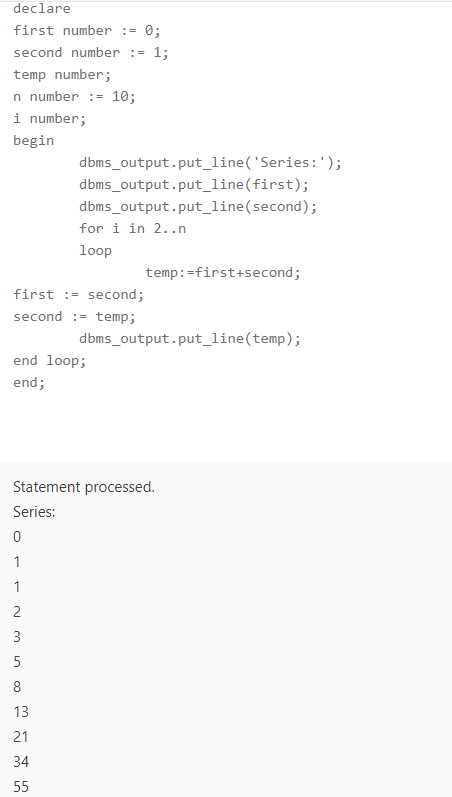 declare
first number := 0;
second number := 1;
temp number;
n number := 10;
i number;
begin
        dbms_output.put_line('Series:');
        dbms_output.put_line(first);
        dbms_output.put_line(second);
        for i in 2..n
        loop
                temp:=first+second;
first := second;
second := temp;
        dbms_output.put_line(temp);
end loop;
end;
Statement processed.
Series:
0
1
1
2
3
5
8
13
21
34
55